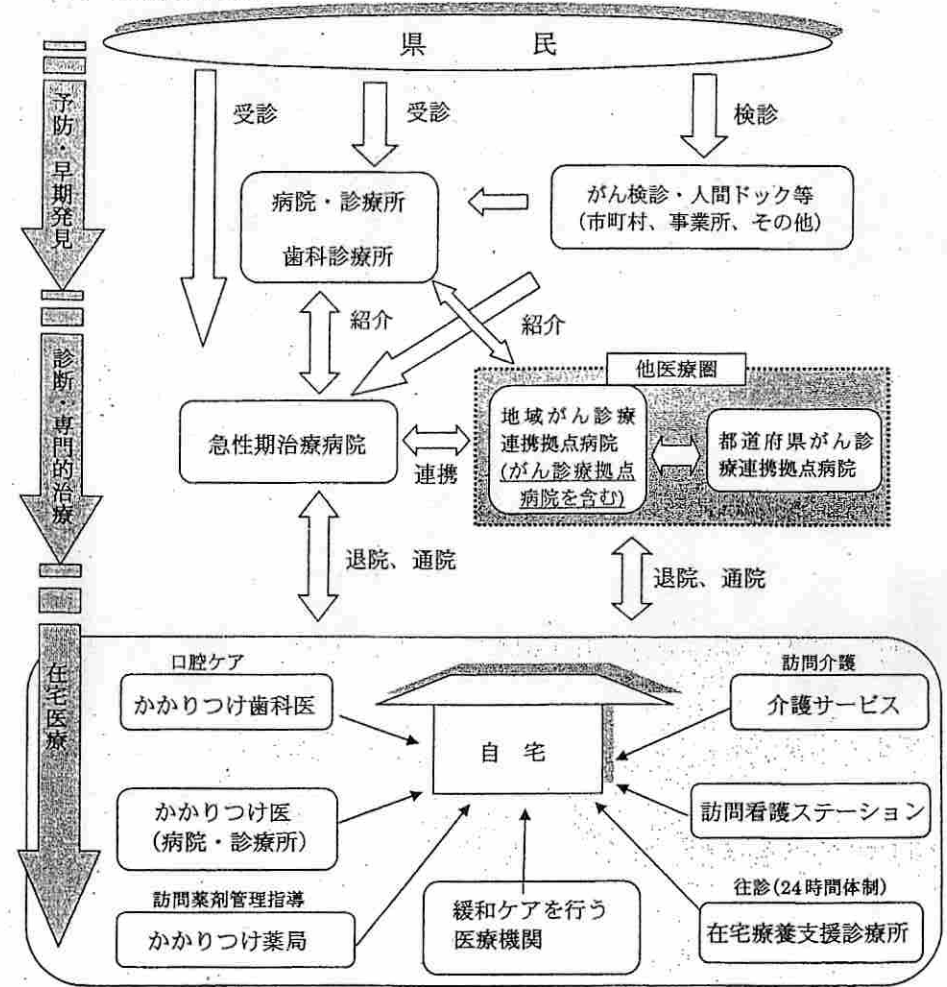 県 民
予防・早期発見
受診
受診
検診
病院・診療所
歯科診療所
がん検診・人間ドック等
(市町村、事業所、その他)
紹介
紹介
診断・専門的治療
他医療圏
急性期治療病院
連携
地域がん診療
連携拠点病院
(がん診療拠点
病院を含む)
都道府県がん診
療連携拠点病院
退院、通院
退院、通院
在宅医療
口腔ケア
かかりつけ歯科医
自 宅
訪問介護
介護サービス
かかりつけ医
(病院・診療所)
訪問看護ステーション
訪問薬剤管理指導
かかりつけ薬局
緩和ケアを行う
医療機関
往診(24時間体制)
在宅療養支援診療所